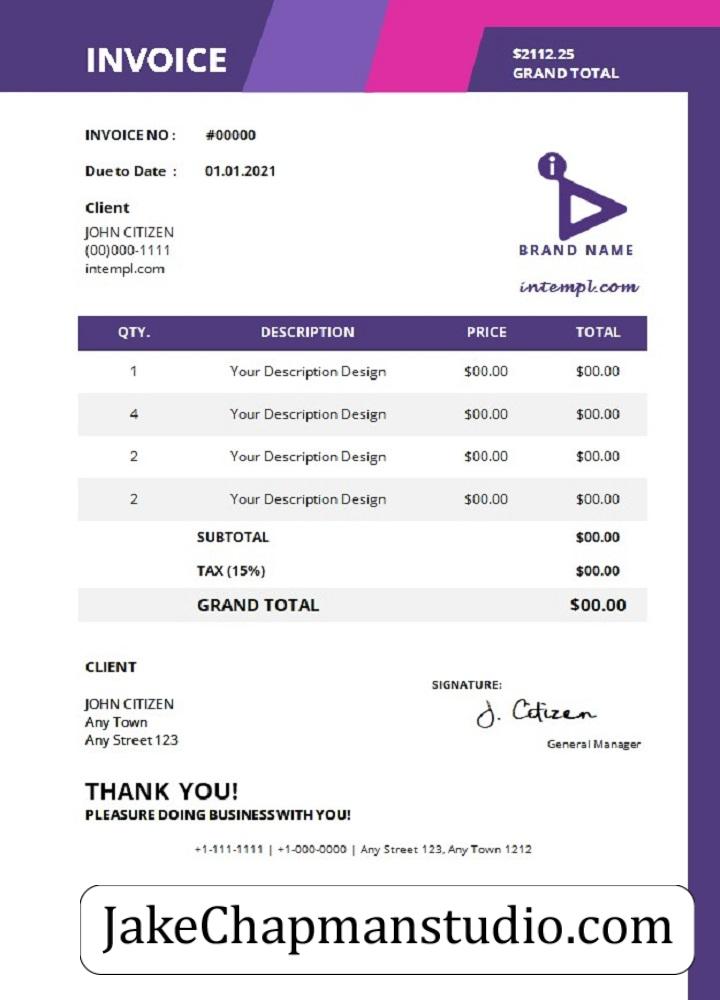 INVOICE
$2112.25
GRAND TOTAL
INVOICE NO : #00000
Due to Date : 01.01.2021
Client
JOHN CITIZEN
(00)000-1111
intempl.com
i
BRAND NAME
intempl.com
QTY. DESCRIPTION PRICE TOTAL
1 Your Description Design $00.00 $00.00
4 Your Description Design $00.00 $00.00
2 Your Description Design $00.00 $00.00
2 Your Description Design $00.00 $00.00
SUBTOTAL $00.00
TAX (15%) $00.00
GRAND TOTAL $00.00
CLIENT
JOHN CITIZEN
Any Town
Any Street 123
SIGNATURE:
J. Citizen
General Manager
THANK YOU!
PLEASURE DOING BUSINESS WITH YOU!
+1-111-1111 | +1-000-0000 | Any Street 123, Any Town 1212
JakeChapmanstudio.com